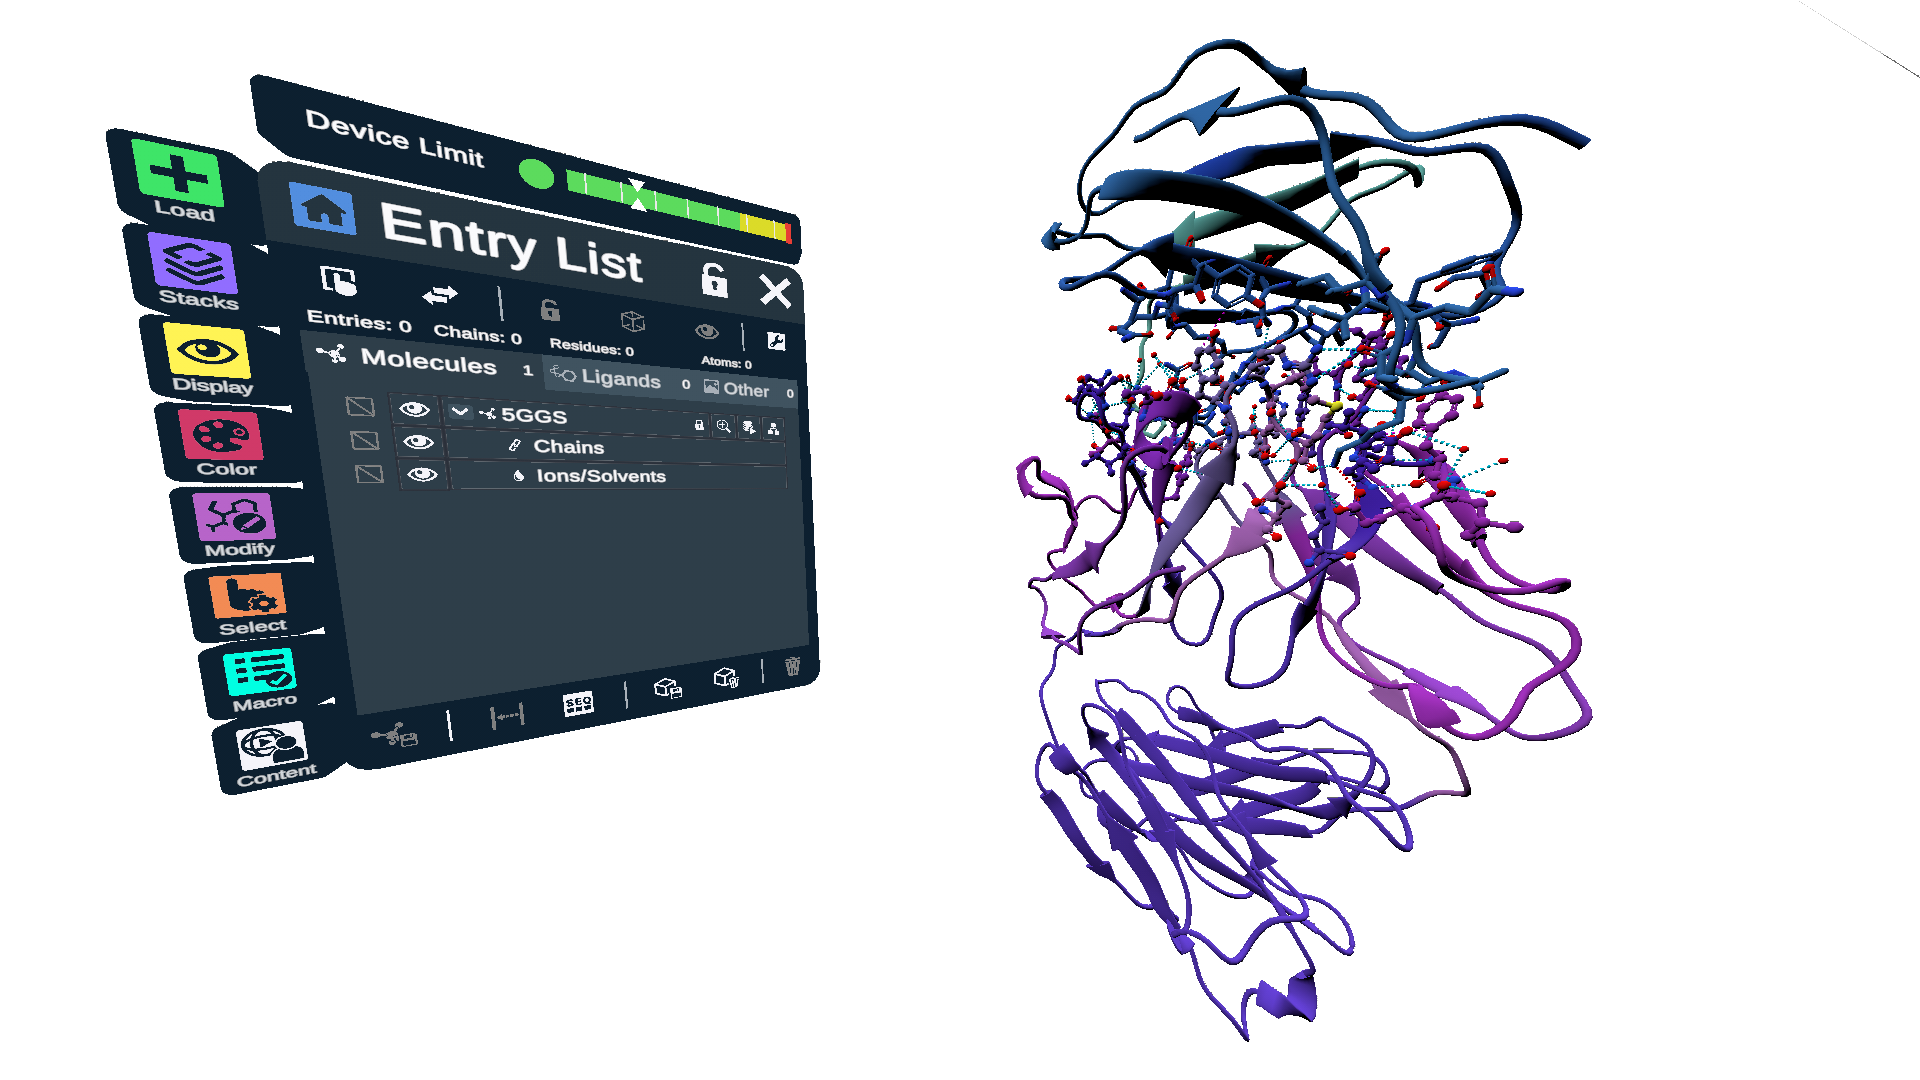 Device Limit
Load
Entry List
Stacks
Entries: 0 Chains: 0 Residues: 0 Atoms: 0
Display
Molecules 1 Ligands 0 Other 0
5GGS
Color
Chains
Ions/Solvents
Modify
Select
Macro
SEQ
Content